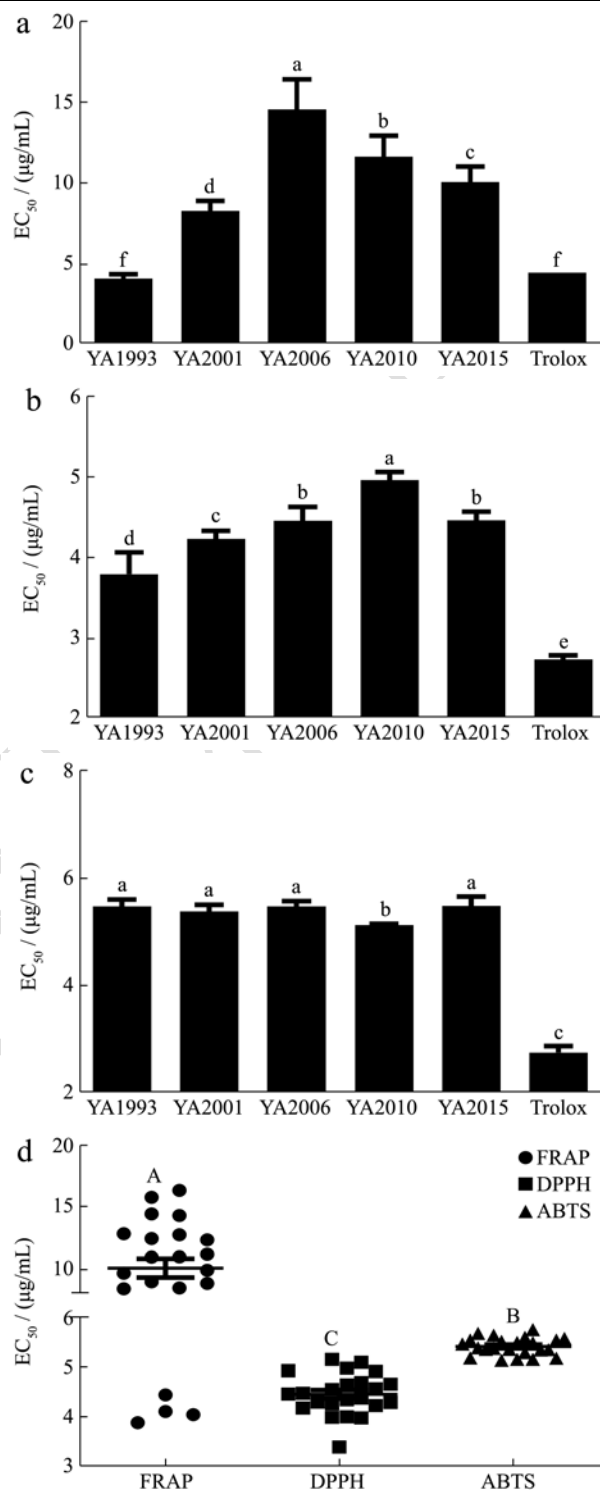 a
20
15
10
5
0
EC50 / (μg/mL)
a
b
c
d
f
f
YA1993 YA2001 YA2006 YA2010 YA2015 Trolox
b
6
5
4
3
2
EC50 / (μg/mL)
d
c
b
a
b
e
YA1993 YA2001 YA2006 YA2010 YA2015 Trolox
c
8
6
4
2
EC50 / (μg/mL)
a
a
a
b
a
c
YA1993 YA2001 YA2006 YA2010 YA2015 Trolox
d
20
15
10
6
5
4
3
EC50 / (μg/mL)
A
C
B
FRAP
DPPH
ABTS
FRAP DPPH ABTS